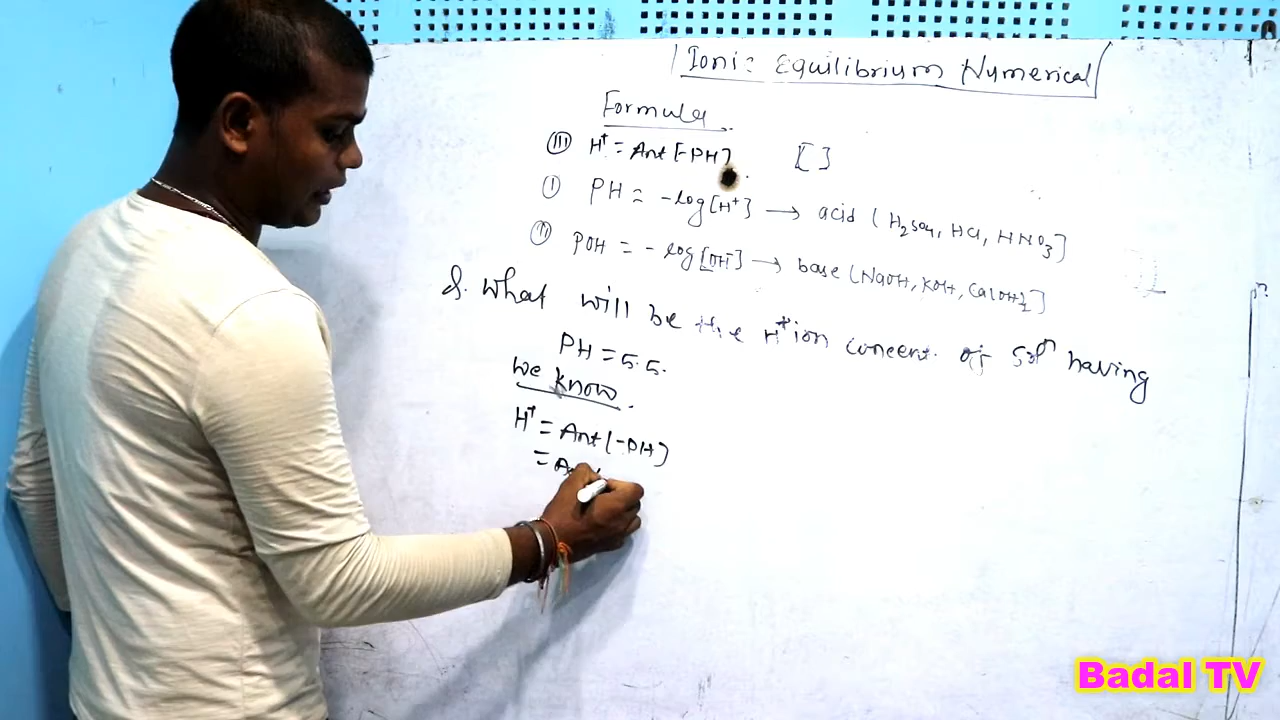 Ionic Equilibrium Numerical
Formula
III H⁺ = Ant [-PH] [ ]
I PH = -log[H⁺] → acid (H₂SO₄, HCl, HNO₃]
II POH = -log[OH⁻] → base (NaOH, KOH, Ca(OH)₂]
Q. What will be the H⁺ ion concent. of solⁿ having
PH = 5.5.
We know.
H⁺ = Ant[-PH]
=
Badal TV